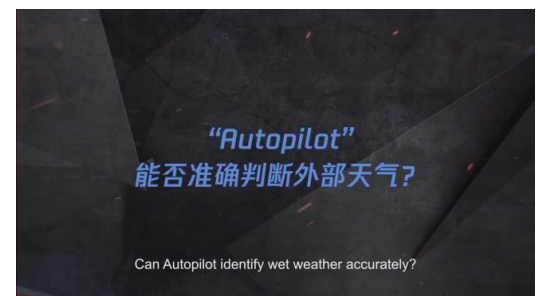 “Autopilot”
能否准确判断外部天气?
Can Autopilot identify wet weather accurately?